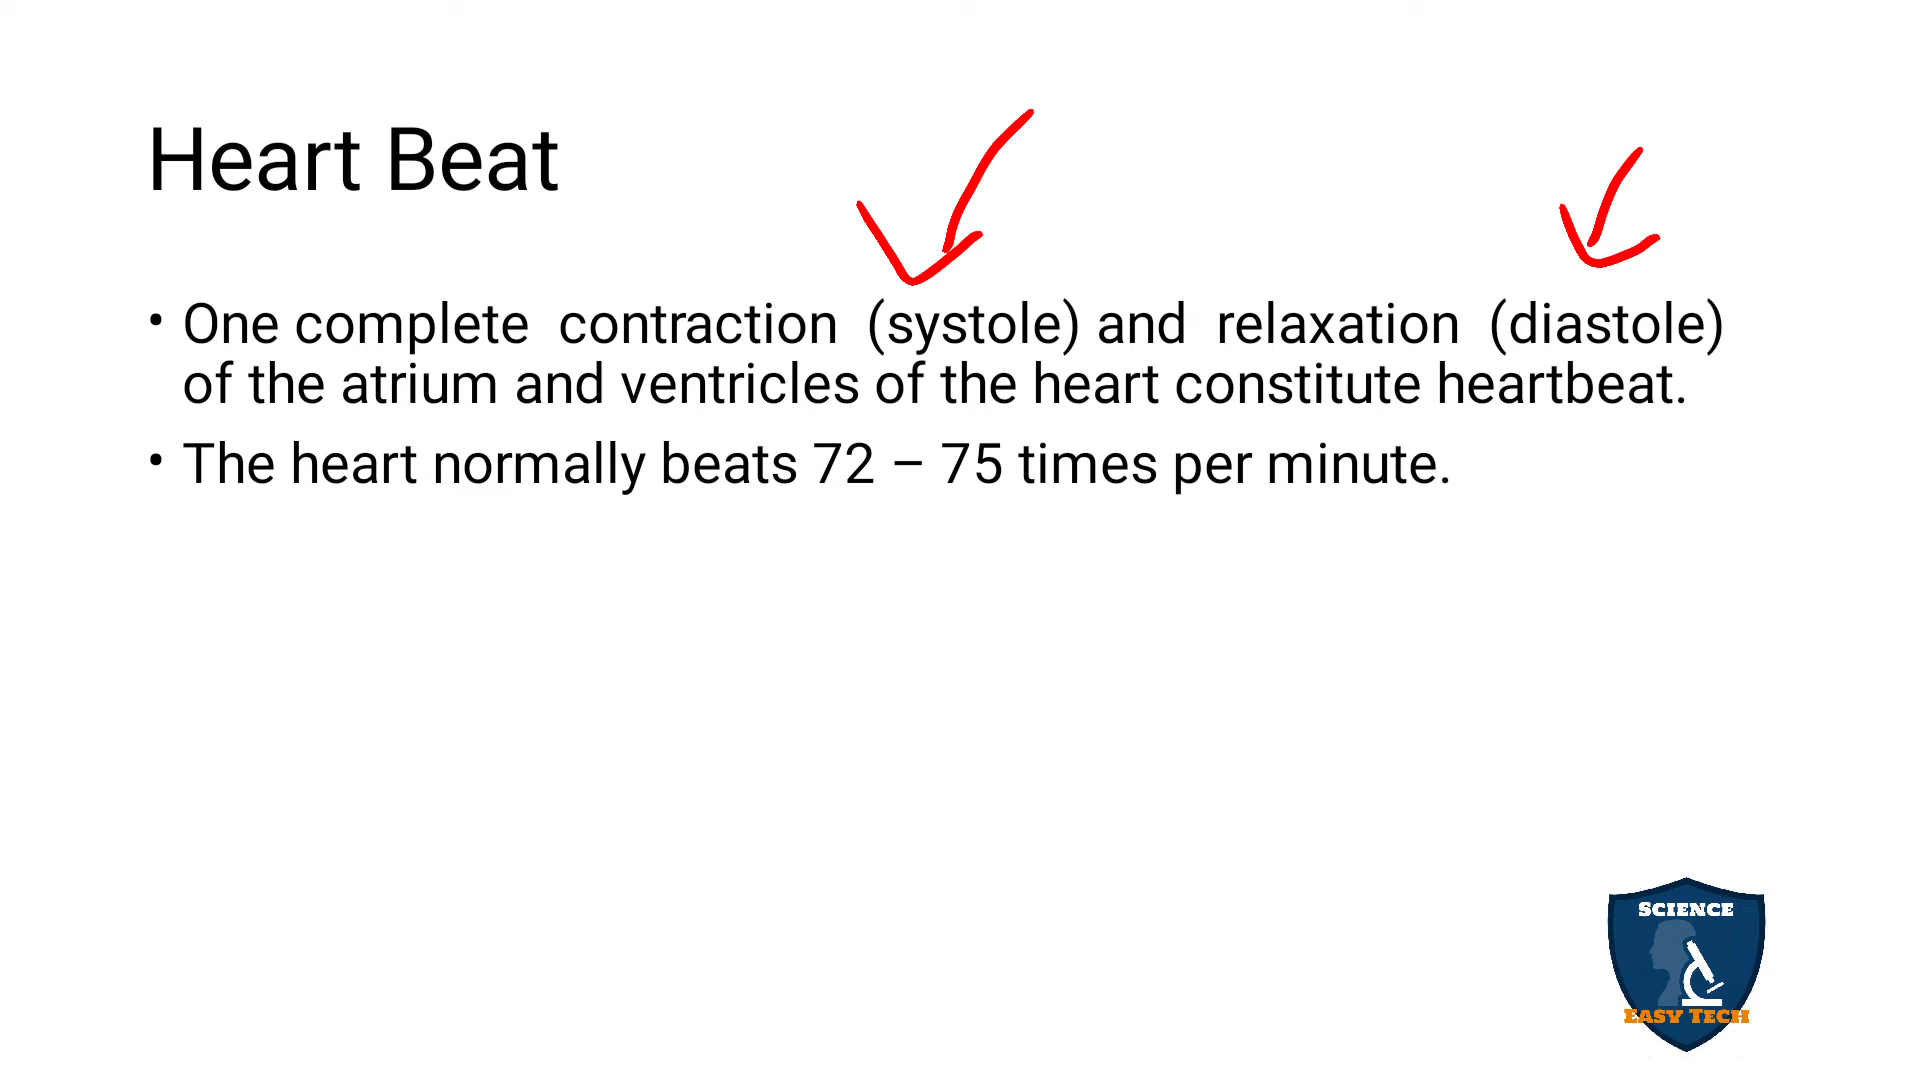 Heart Beat
• One complete contraction (systole) and relaxation (diastole)
of the atrium and ventricles of the heart constitute heartbeat.
• The heart normally beats 72 – 75 times per minute.
SCIENCE
EASY TECH